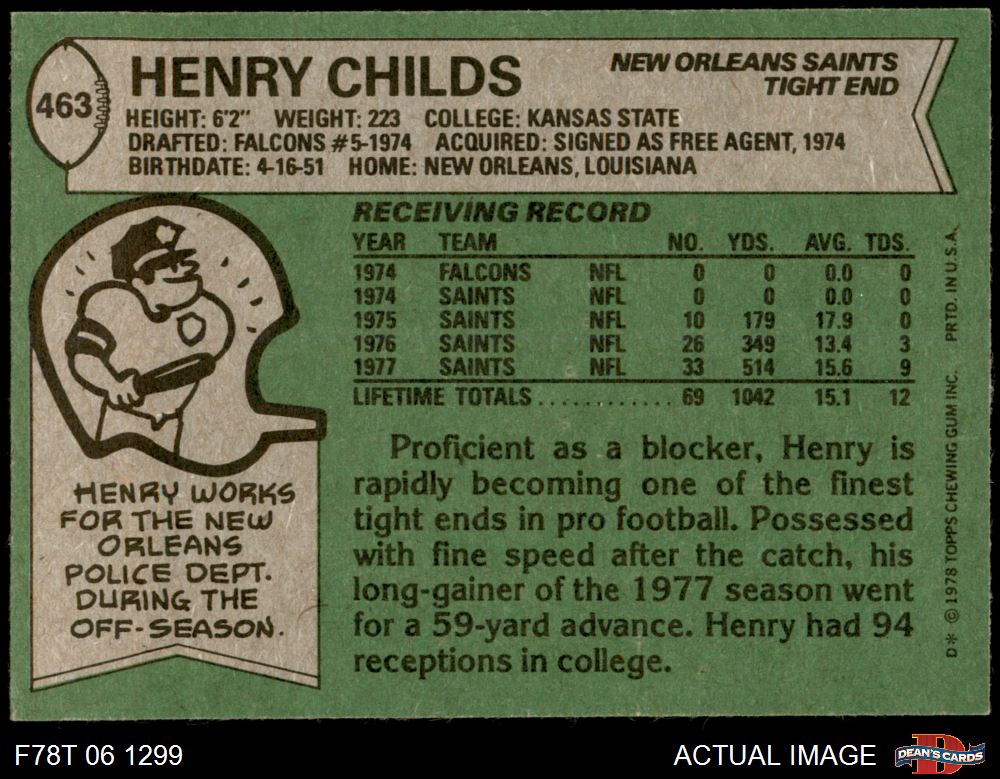 463
HENRY CHILDS
NEW ORLEANS SAINTS
TIGHT END
HEIGHT: 6'2" WEIGHT: 223 COLLEGE: KANSAS STATE
DRAFTED: FALCONS #5-1974 ACQUIRED: SIGNED AS FREE AGENT, 1974
BIRTHDATE: 4-16-51 HOME: NEW ORLEANS, LOUISIANA
RECEIVING RECORD
YEAR TEAM NO. YDS. AVG. TDS.
1974 FALCONS NFL 0 0 0.0 0
1974 SAINTS NFL 0 0 0.0 0
1975 SAINTS NFL 10 179 17.9 0
1976 SAINTS NFL 26 349 13.4 3
1977 SAINTS NFL 33 514 15.6 9
LIFETIME TOTALS ............ 69 1042 15.1 12
Proficient as a blocker, Henry is
rapidly becoming one of the finest
tight ends in pro football. Possessed
with fine speed after the catch, his
long-gainer of the 1977 season went
for a 59-yard advance. Henry had 94
receptions in college.
HENRY WORKS
FOR THE NEW
ORLEANS
POLICE DEPT.
DURING THE
OFF-SEASON.
D* © 1978 TOPPS CHEWING GUM INC. PRTD. IN U.S.A.
F78T 06 1299
ACTUAL IMAGE
D
DEAN'S CARDS